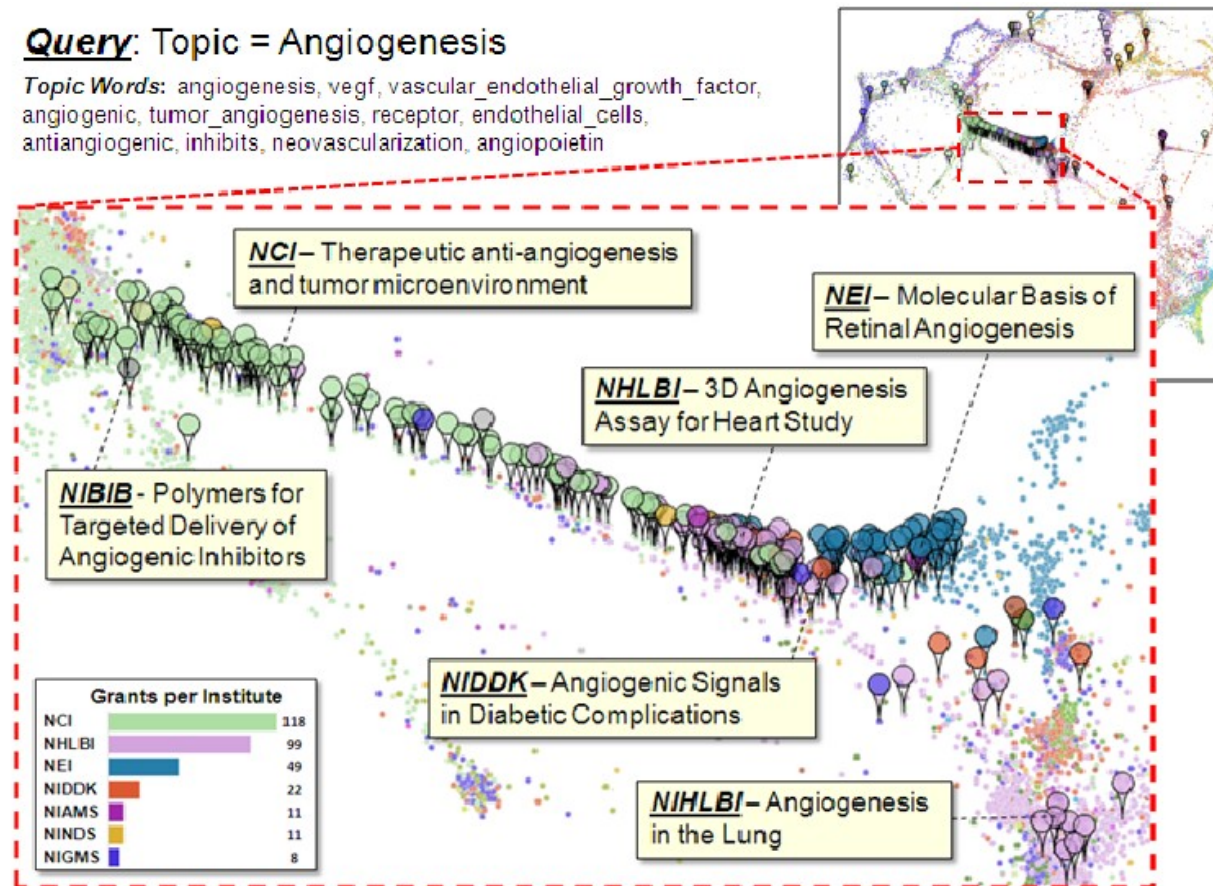 Query: Topic = Angiogenesis
Topic Words: angiogenesis, vegf, vascular_endothelial_growth_factor,
angiogenic, tumor_angiogenesis, receptor, endothelial_cells,
antiangiogenic, inhibits, neovascularization, angiopoietin
NCI – Therapeutic anti-angiogenesis
and tumor microenvironment
NEI – Molecular Basis of
Retinal Angiogenesis
NHLBI – 3D Angiogenesis
Assay for Heart Study
NIBIB - Polymers for
Targeted Delivery of
Angiogenic Inhibitors
NIDDK – Angiogenic Signals
in Diabetic Complications
NIHLBI – Angiogenesis
in the Lung
Grants per Institute
NCI 118
NHLBI 99
NEI 49
NIDDK 22
NIAMS 11
NINDS 11
NIGMS 8